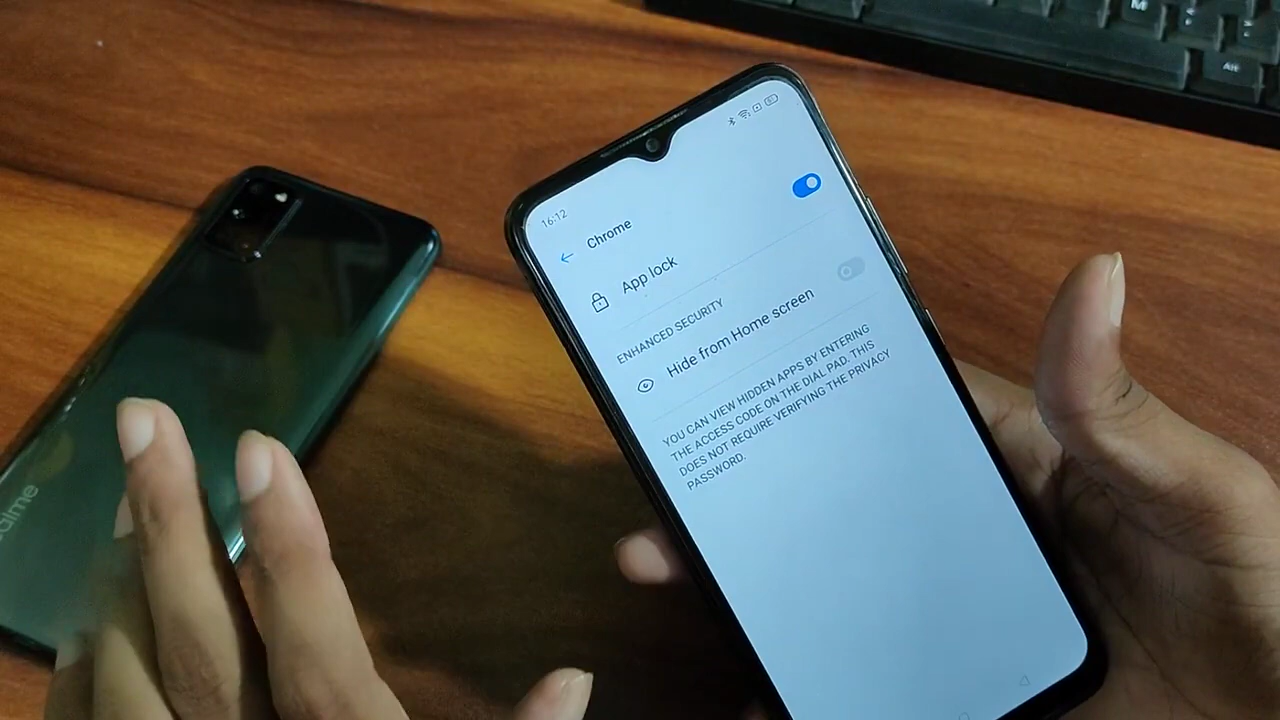 16:12
Chrome
App lock
ENHANCED SECURITY
Hide from Home screen
YOU CAN VIEW HIDDEN APPS BY ENTERING
THE ACCESS CODE ON THE DIAL PAD. THIS
DOES NOT REQUIRE VERIFYING THE PRIVACY
PASSWORD.
M
Alt